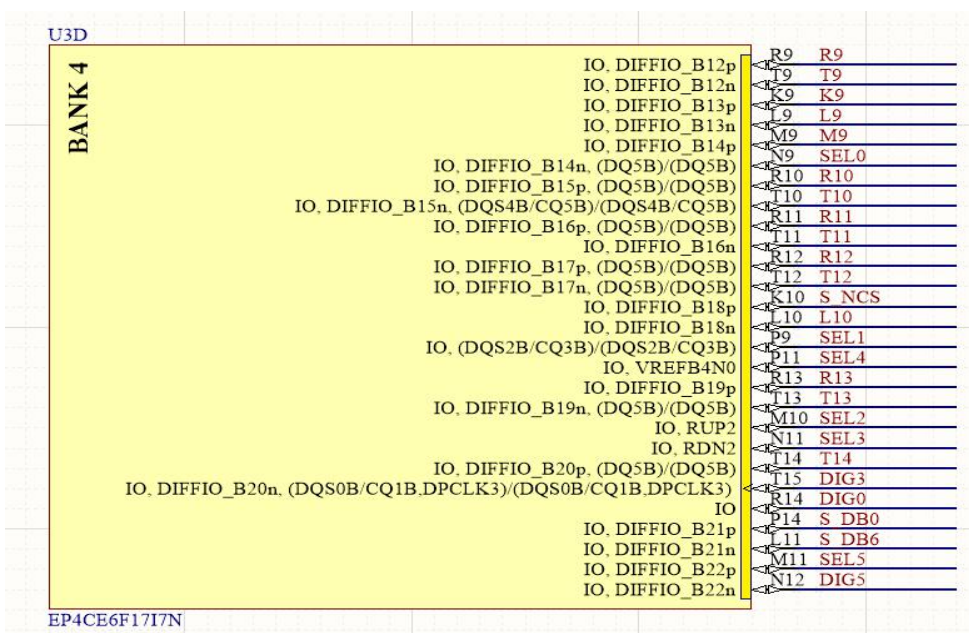 U3D
BANK 4
IO, DIFFIO_B12p R9 R9
IO, DIFFIO_B12n T9 T9
IO, DIFFIO_B13p K9 K9
IO, DIFFIO_B13n L9 L9
IO, DIFFIO_B14p M9 M9
IO, DIFFIO_B14n, (DQ5B)/(DQ5B) N9 SEL0
IO, DIFFIO_B15p, (DQ5B)/(DQ5B) R10 R10
IO, DIFFIO_B15n, (DQS4B/CQ5B)/(DQS4B/CQ5B) T10 T10
IO, DIFFIO_B16p, (DQ5B)/(DQ5B) R11 R11
IO, DIFFIO_B16n T11 T11
IO, DIFFIO_B17p, (DQ5B)/(DQ5B) R12 R12
IO, DIFFIO_B17n, (DQ5B)/(DQ5B) T12 T12
IO, DIFFIO_B18p K10 S_NCS
IO, DIFFIO_B18n L10 L10
IO, (DQS2B/CQ3B)/(DQS2B/CQ3B) P9 SEL1
IO, VREFB4N0 P11 SEL4
IO, DIFFIO_B19p R13 R13
IO, DIFFIO_B19n, (DQ5B)/(DQ5B) T13 T13
IO, RUP2 M10 SEL2
IO, RDN2 N11 SEL3
IO, DIFFIO_B20p, (DQ5B)/(DQ5B) T14 T14
IO, DIFFIO_B20n, (DQS0B/CQ1B,DPCLK3)/(DQS0B/CQ1B,DPCLK3) T15 DIG3
IO R14 DIG0
IO, DIFFIO_B21p P14 S_DB0
IO, DIFFIO_B21n L11 S_DB6
IO, DIFFIO_B22p M11 SEL5
IO, DIFFIO_B22n N12 DIG5
EP4CE6F17I7N